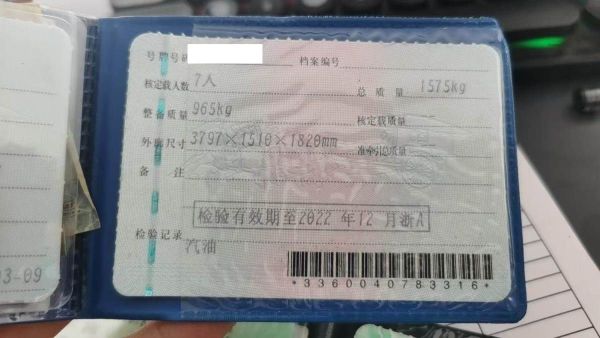 号牌号码 档案编号
核定载人数 7人 总质量 1575kg
整备质量 965kg 核定载质量
外廓尺寸 3797×1510×1820mm 准牵引总质量
备注
检验有效期至2022年12月浙A
检验记录
汽油
*3360040783316*
03-09